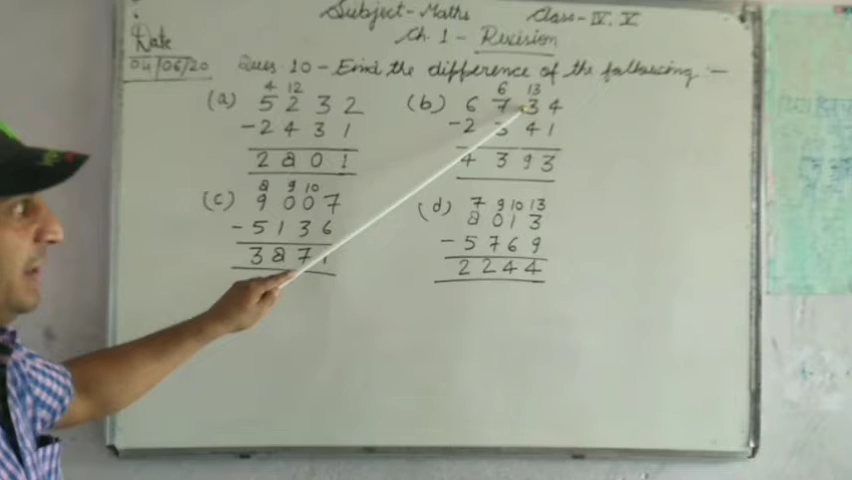 Subject-Maths Class-IV, V
Ch. 1 - Revision
Date
04/06/20
Ques. 10 - Find the difference of the following :-
4 12 6 13
(a) 5 2 3 2 (b) 6 7 3 4
- 2 4 3 1 - 2 3 4 1
2 8 0 1 4 3 9 3
8 9 10 7 9 10 13
(c) 9 0 0 7 (d) 8 0 1 3
- 5 1 3 6 - 5 7 6 9
3 8 7 1 2 2 4 4